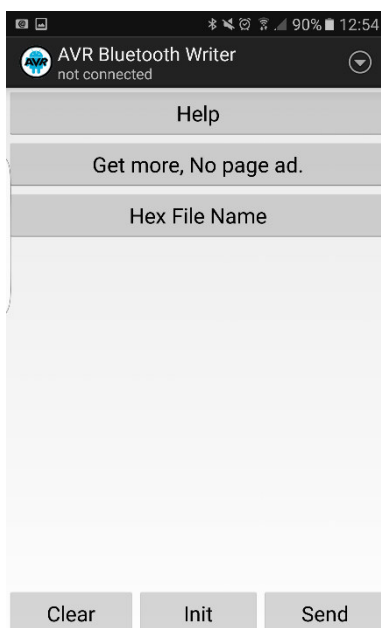 90% 12:54
AVR
AVR Bluetooth Writer
not connected
Help
Get more, No page ad.
Hex File Name
Clear Init Send